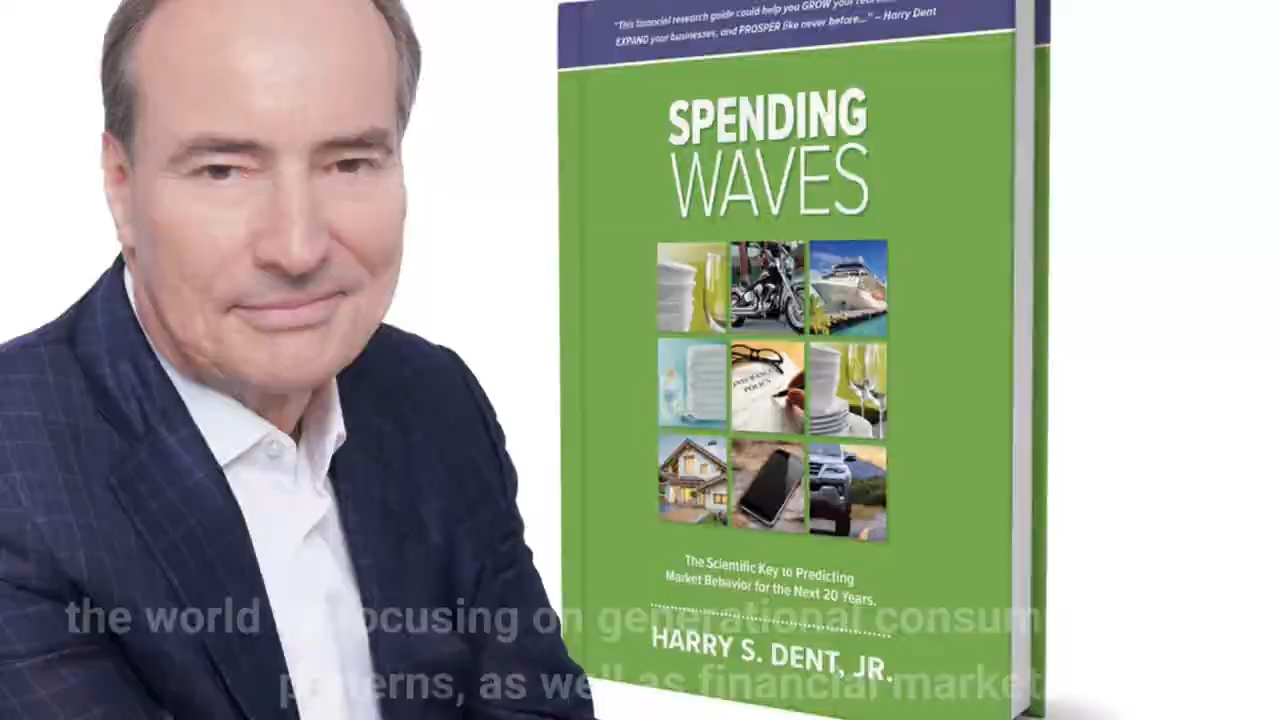 "This financial research guide could help you GROW your
EXPAND your businesses, and PROSPER like never before..." – Harry Dent
SPENDING
WAVES
POLICY
The Scientific Key to Predicting
Market Behavior for the Next 20 Years.
HARRY S. DENT, JR.
the world focusing on generational consum
as well as financial market